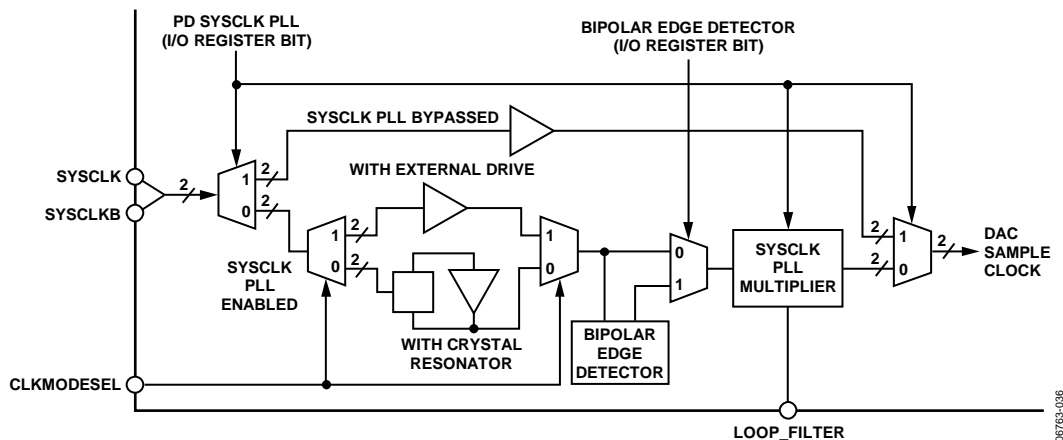 PD SYSCLK PLL
(I/O REGISTER BIT)
BIPOLAR EDGE DETECTOR
(I/O REGISTER BIT)
SYSCLK PLL BYPASSED
WITH EXTERNAL DRIVE
SYSCLK
SYSCLKB
2
1
0
2
2
SYSCLK
PLL
ENABLED
1
0
2
2
WITH CRYSTAL
RESONATOR
1
0
BIPOLAR
EDGE
DETECTOR
0
1
SYSCLK
PLL
MULTIPLIER
2
2
1
0
2
DAC
SAMPLE
CLOCK
CLKMODESEL
LOOP_FILTER
06763-036